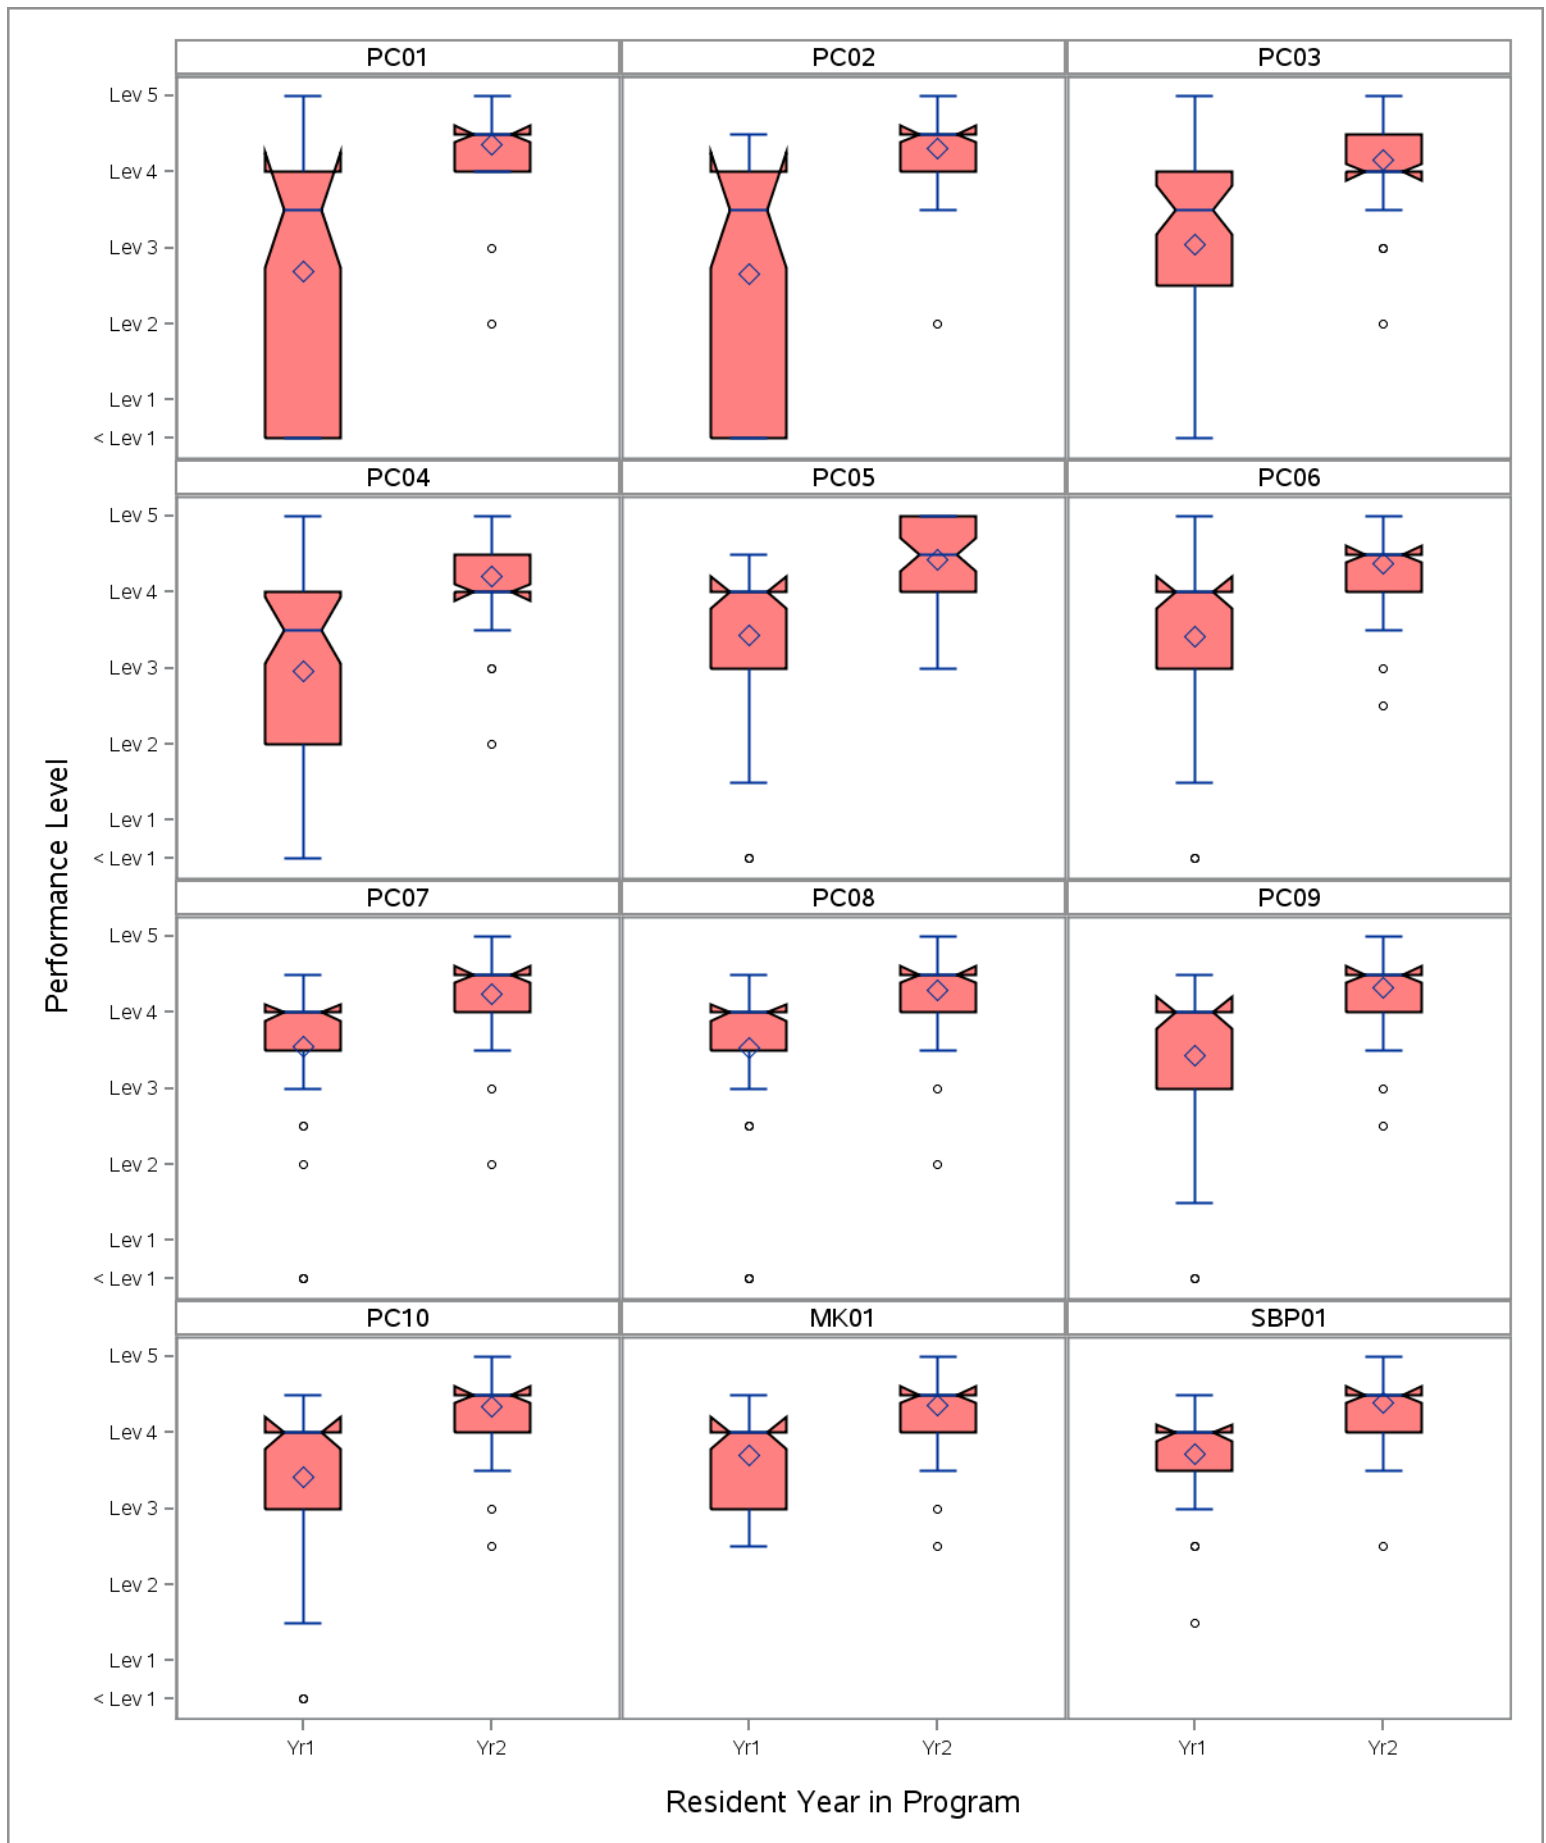 PC01 PC02 PC03
Lev 5
Lev 4
Lev 3
Lev 2
Lev 1
< Lev 1
PC04 PC05 PC06
Lev 5
Lev 4
Lev 3
Lev 2
Lev 1
< Lev 1
PC07 PC08 PC09
Lev 5
Lev 4
Lev 3
Lev 2
Lev 1
< Lev 1
PC10 MK01 SBP01
Lev 5
Lev 4
Lev 3
Lev 2
Lev 1
< Lev 1
Performance Level
Yr1 Yr2 Yr1 Yr2 Yr1 Yr2
Resident Year in Program